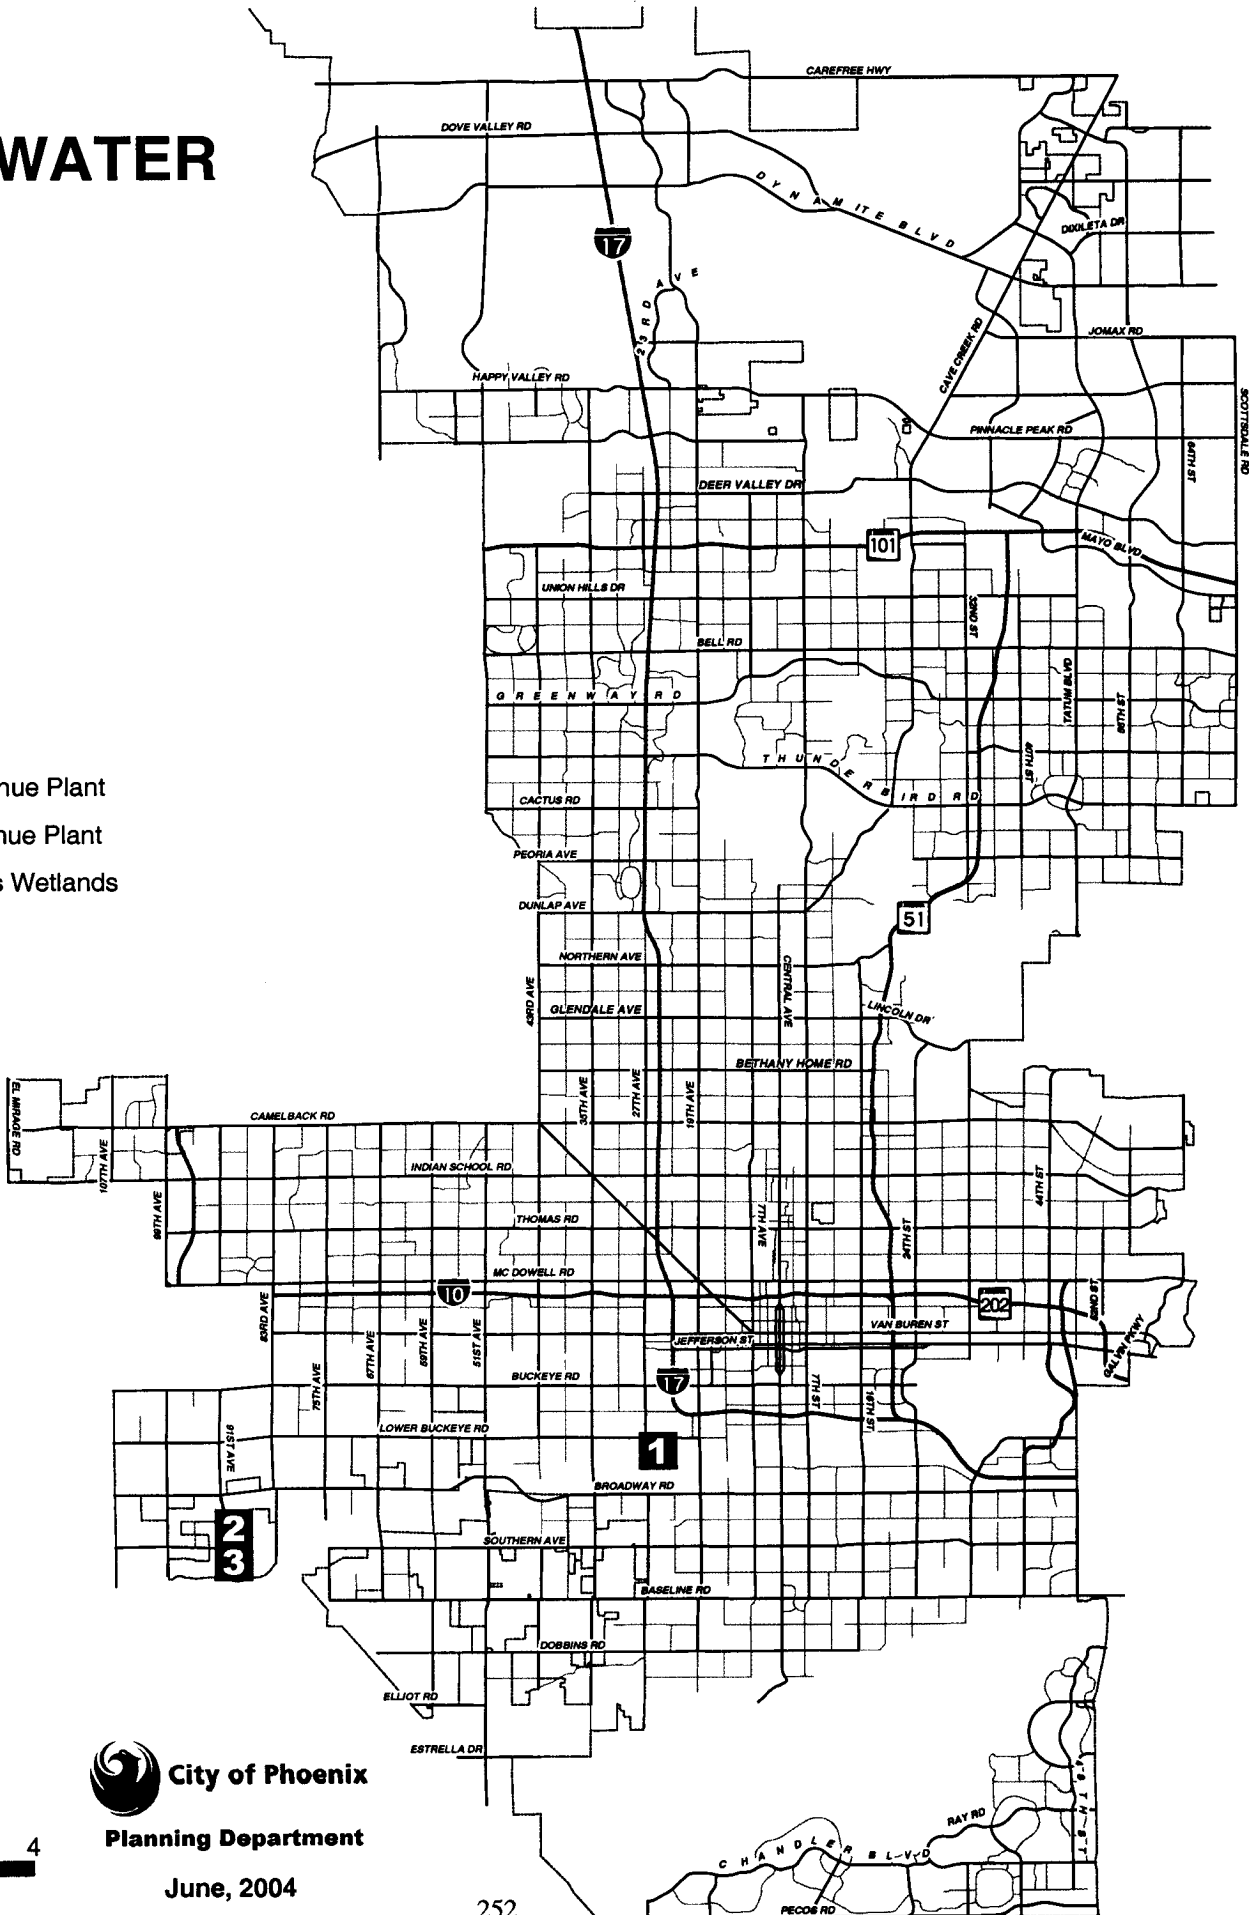 CAREFREE HWY
DOVE VALLEY RD
WATER
DYNAMITE BLVD
DIXILETA DR
17
23RD AVE
JOMAX RD
CAVE CREEK RD
HAPPY VALLEY RD
SCOTTSDALE RD
PINNACLE PEAK RD
64TH ST
DEER VALLEY DR
101
MAYO BLVD
UNION HILLS DR
32ND ST
BELL RD
TATUM BLVD
GREENWAY RD
56TH ST
40TH ST
THUNDERBIRD RD
nue Plant
CACTUS RD
nue Plant
PEORIA AVE
s Wetlands
DUNLAP AVE
51
NORTHERN AVE
CENTRAL AVE
43RD AVE
GLENDALE AVE
LINCOLN DR
BETHANY HOME RD
EL MIRAGE RD
35TH AVE
27TH AVE
19TH AVE
CAMELBACK RD
107TH AVE
INDIAN SCHOOL RD
44TH ST
99TH AVE
THOMAS RD
7TH AVE
24TH ST
MC DOWELL RD
10
202
52ND ST
83RD AVE
67TH AVE
59TH AVE
51ST AVE
VAN BUREN ST
JEFFERSON ST
GALVIN PKWY
75TH AVE
BUCKEYE RD
17
7TH ST
16TH ST
LOWER BUCKEYE RD
91ST AVE
1
BROADWAY RD
2
SOUTHERN AVE
3
BASELINE RD
DOBBINS RD
ELLIOT RD
ESTRELLA DR
City of Phoenix
48TH ST
RAY RD
Planning Department
4
CHANDLER BLVD
June, 2004
252
PECOS RD